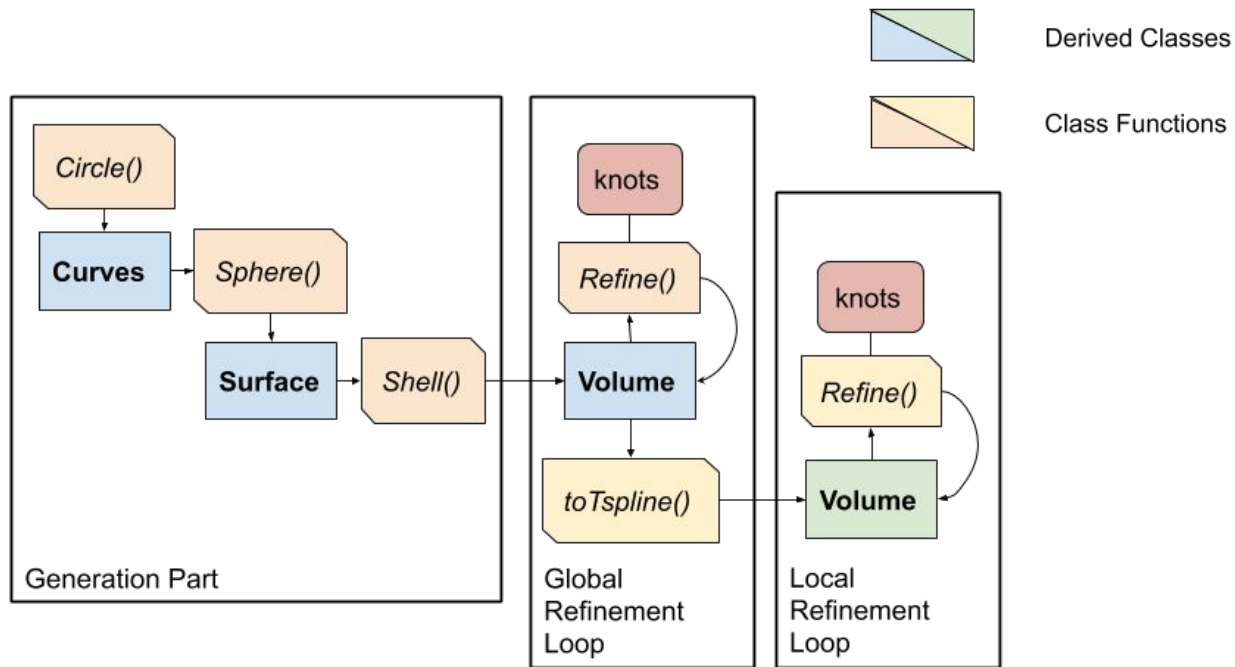 Derived Classes
Class Functions
Circle()
Curves
Sphere()
Surface
Shell()
Generation Part
knots
Refine()
Volume
toTspline()
Global
Refinement
Loop
knots
Refine()
Volume
Local
Refinement
Loop